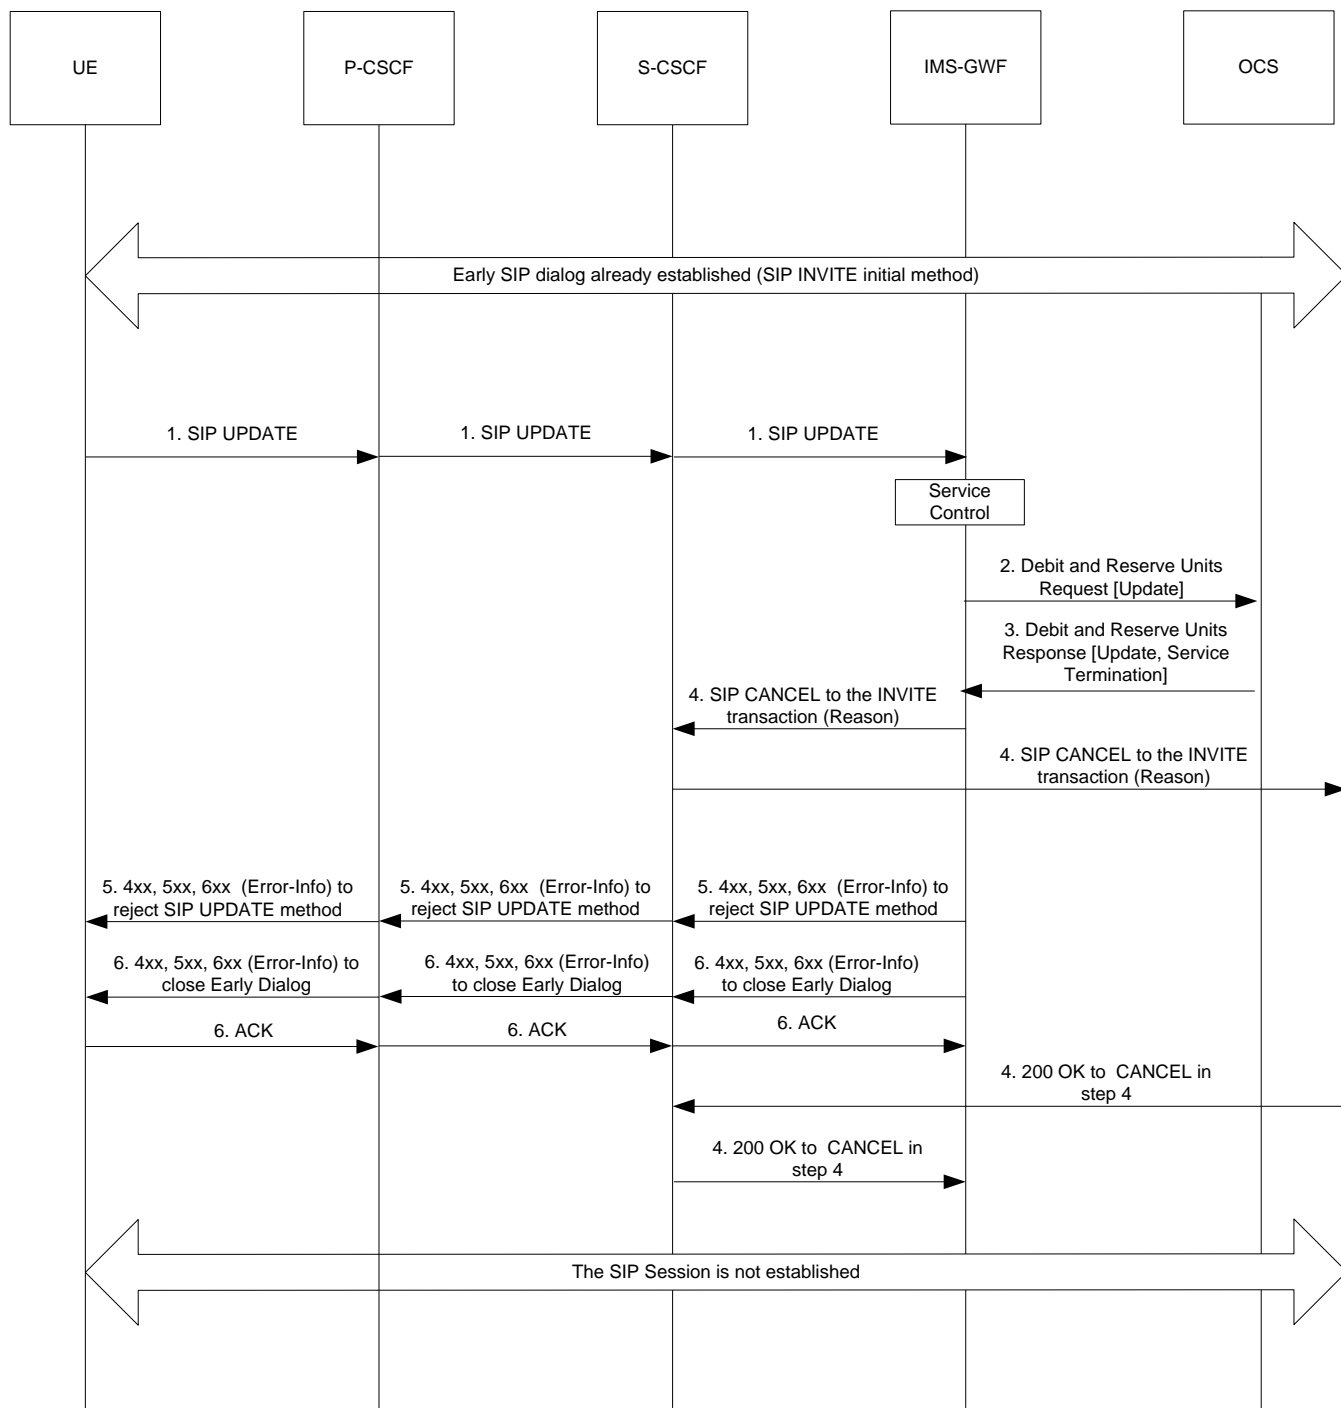 UE
P-CSCF
S-CSCF
IMS-GWF
OCS
Early SIP dialog already established (SIP INVITE initial method)
1. SIP UPDATE
1. SIP UPDATE
1. SIP UPDATE
Service
Control
2. Debit and Reserve Units
Request [Update]
3. Debit and Reserve Units
Response [Update, Service
Termination]
4. SIP CANCEL to the INVITE
transaction (Reason)
4. SIP CANCEL to the INVITE
transaction (Reason)
5. 4xx, 5xx, 6xx  (Error-Info) to
reject SIP UPDATE method
5. 4xx, 5xx, 6xx  (Error-Info) to
reject SIP UPDATE method
5. 4xx, 5xx, 6xx  (Error-Info) to
reject SIP UPDATE method
6. 4xx, 5xx, 6xx (Error-Info) to
close Early Dialog
6. 4xx, 5xx, 6xx (Error-Info)
to close Early Dialog
6. 4xx, 5xx, 6xx (Error-Info)
to close Early Dialog
6. ACK
6. ACK
6. ACK
4. 200 OK to  CANCEL in
step 4
4. 200 OK to  CANCEL in
step 4
The SIP Session is not established